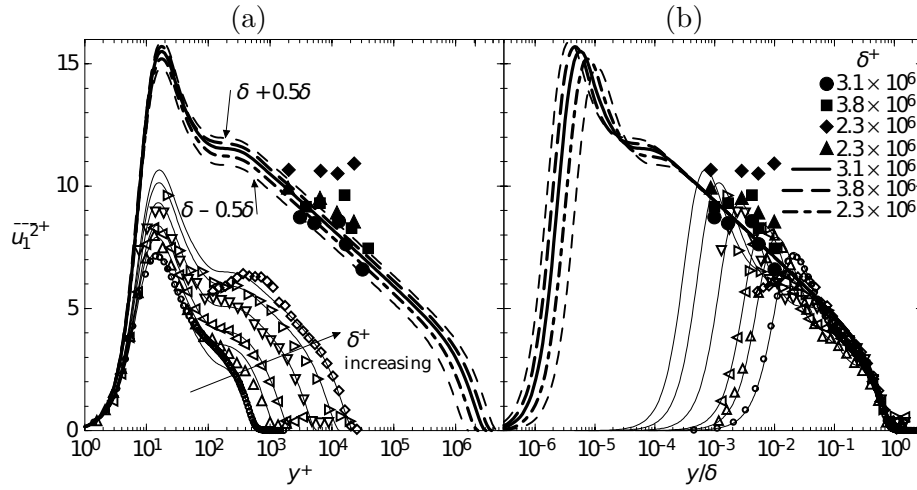 (a)
(b)
15
10
5
0
u₁²⁺
δ + 0.5δ
δ − 0.5δ
δ⁺
increasing
10⁰
10¹
10²
10³
10⁴
10⁵
10⁶
y⁺
δ⁺
3.1 × 10⁶
3.8 × 10⁶
2.3 × 10⁶
2.3 × 10⁶
3.1 × 10⁶
3.8 × 10⁶
2.3 × 10⁶
10⁻⁶
10⁻⁵
10⁻⁴
10⁻³
10⁻²
10⁻¹
10⁰
y/δ